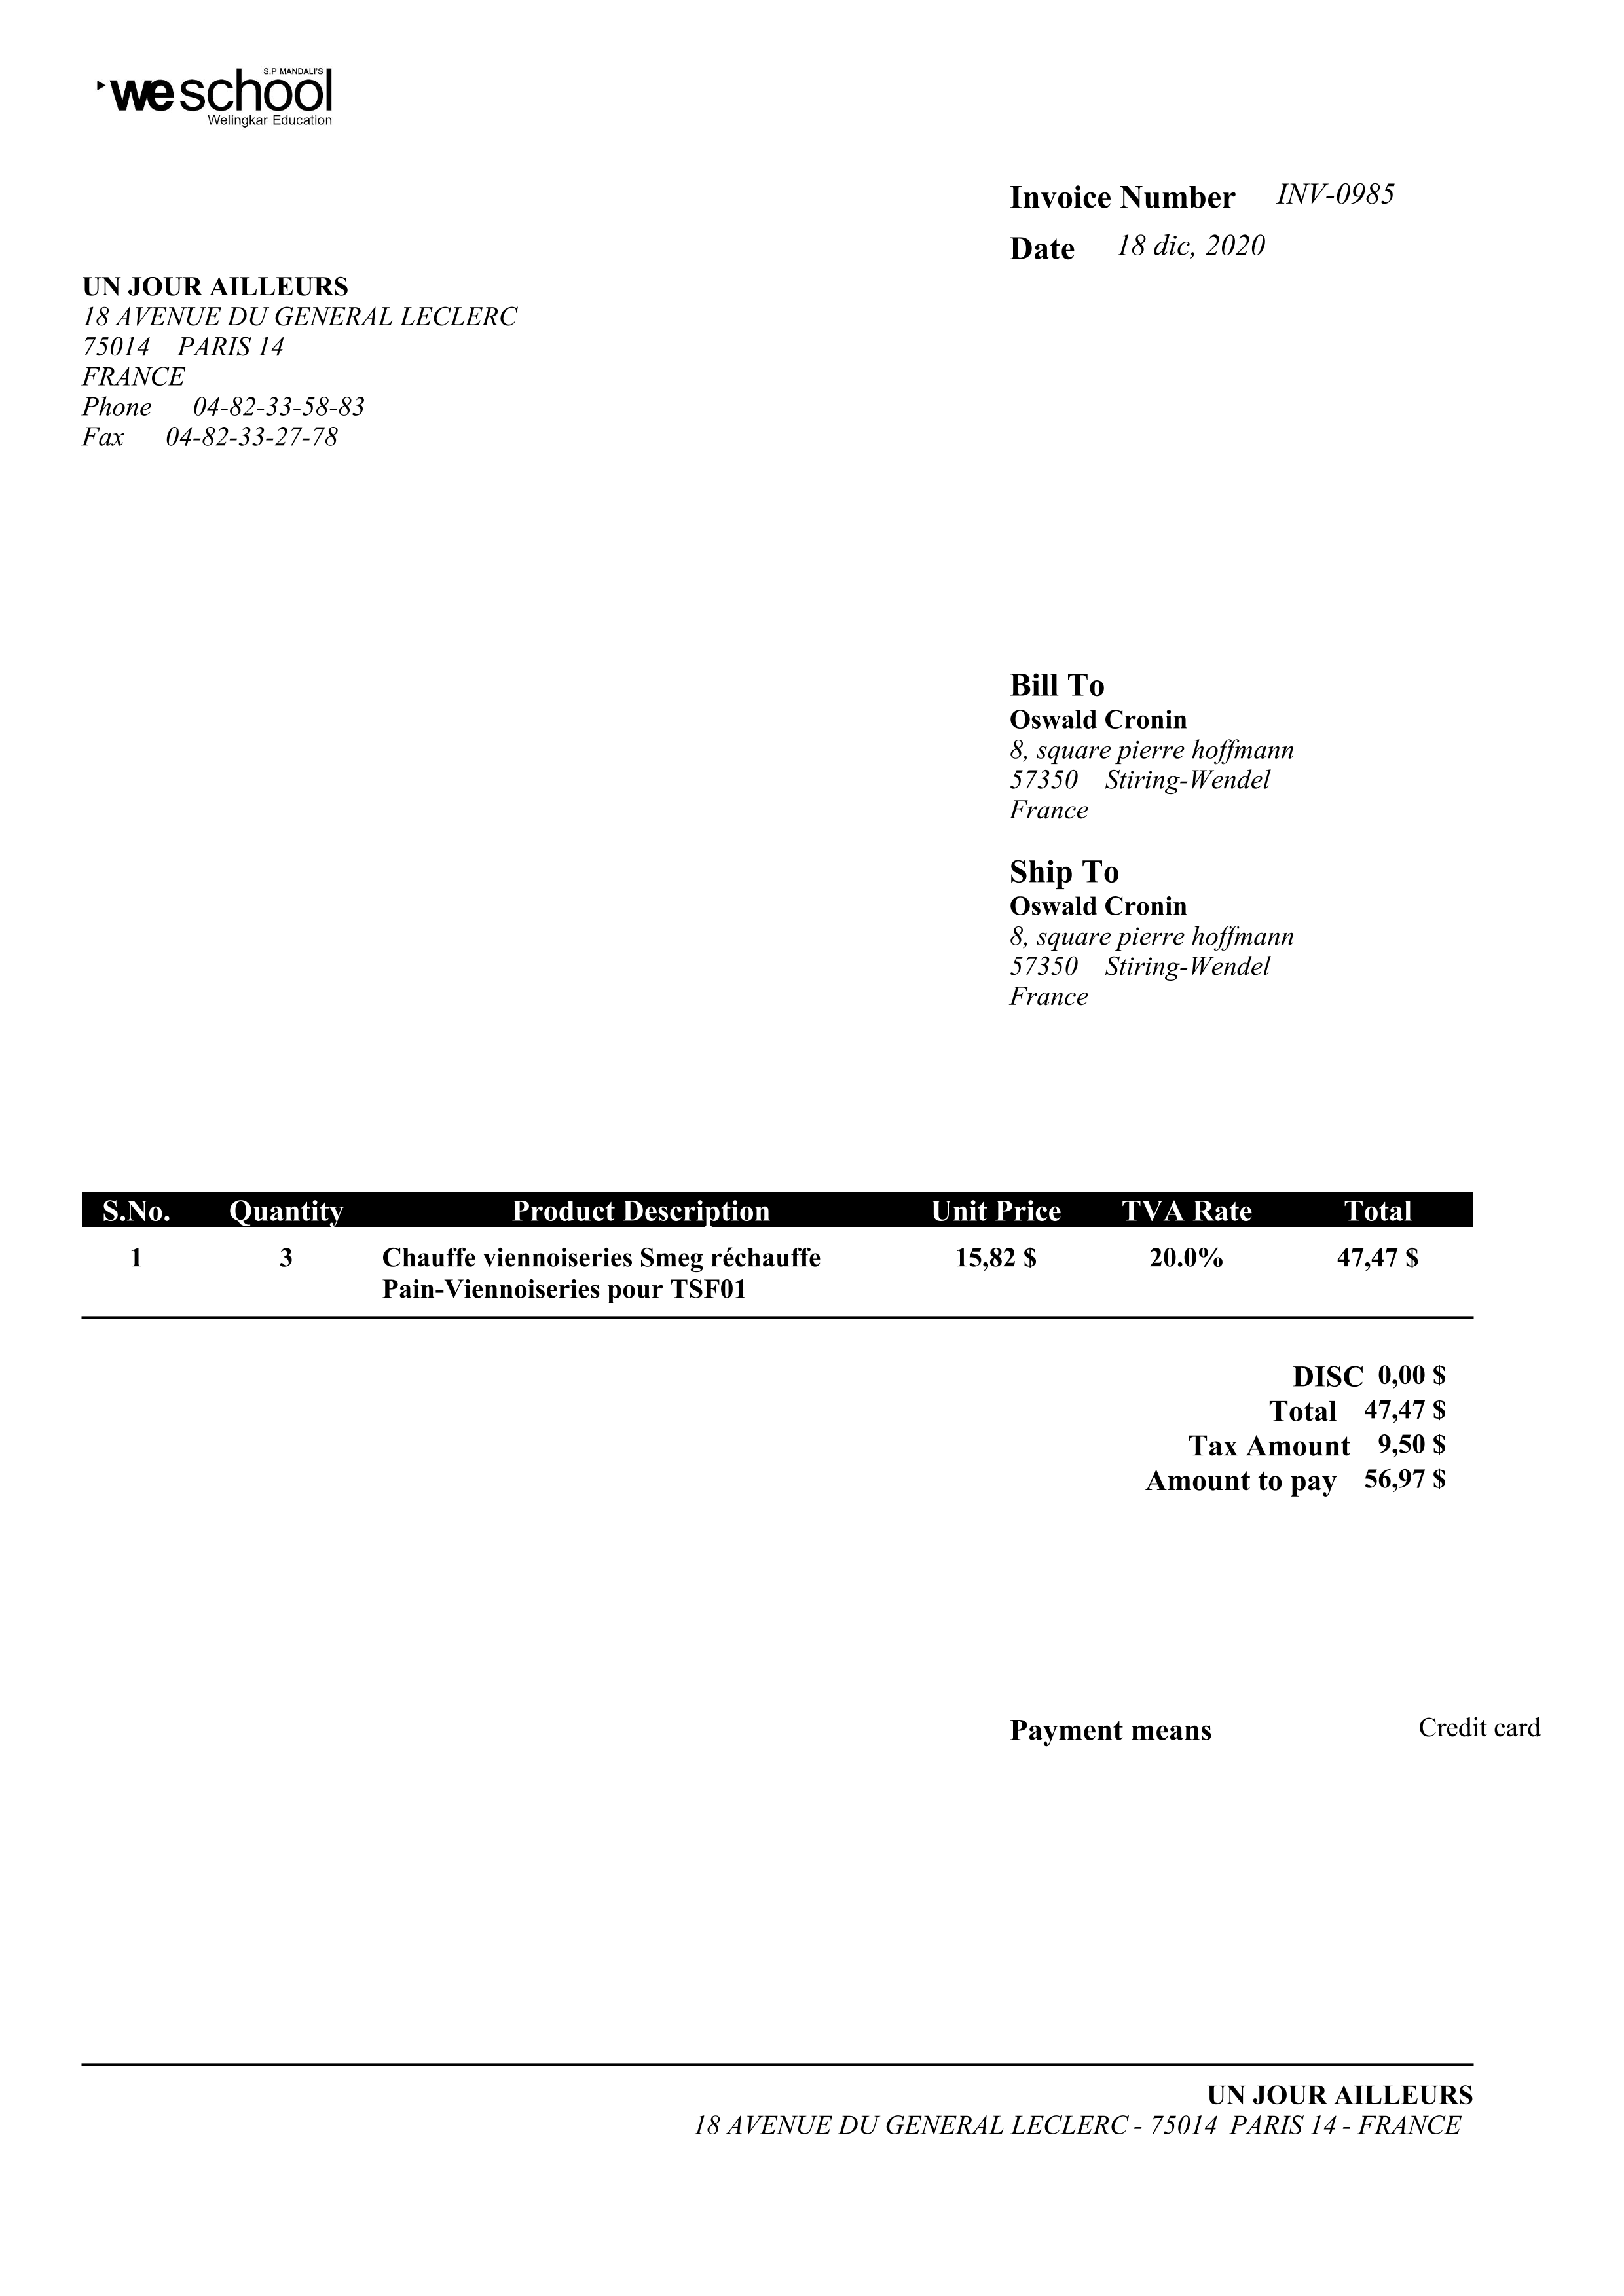 S.P MANDALI'S
weschool
Welingkar Education
Invoice Number INV-0985
Date 18 dic, 2020
UN JOUR AILLEURS
18 AVENUE DU GENERAL LECLERC
75014 PARIS 14
FRANCE
Phone 04-82-33-58-83
Fax 04-82-33-27-78
Bill To
Oswald Cronin
8, square pierre hoffmann
57350 Stiring-Wendel
France
Ship To
Oswald Cronin
8, square pierre hoffmann
57350 Stiring-Wendel
France
S.No. Quantity Product Description Unit Price TVA Rate Total
1 3 Chauffe viennoiseries Smeg réchauffe 15,82 $ 20.0% 47,47 $
Pain-Viennoiseries pour TSF01
DISC 0,00 $
Total 47,47 $
Tax Amount 9,50 $
Amount to pay 56,97 $
Payment means Credit card
UN JOUR AILLEURS
18 AVENUE DU GENERAL LECLERC - 75014 PARIS 14 - FRANCE